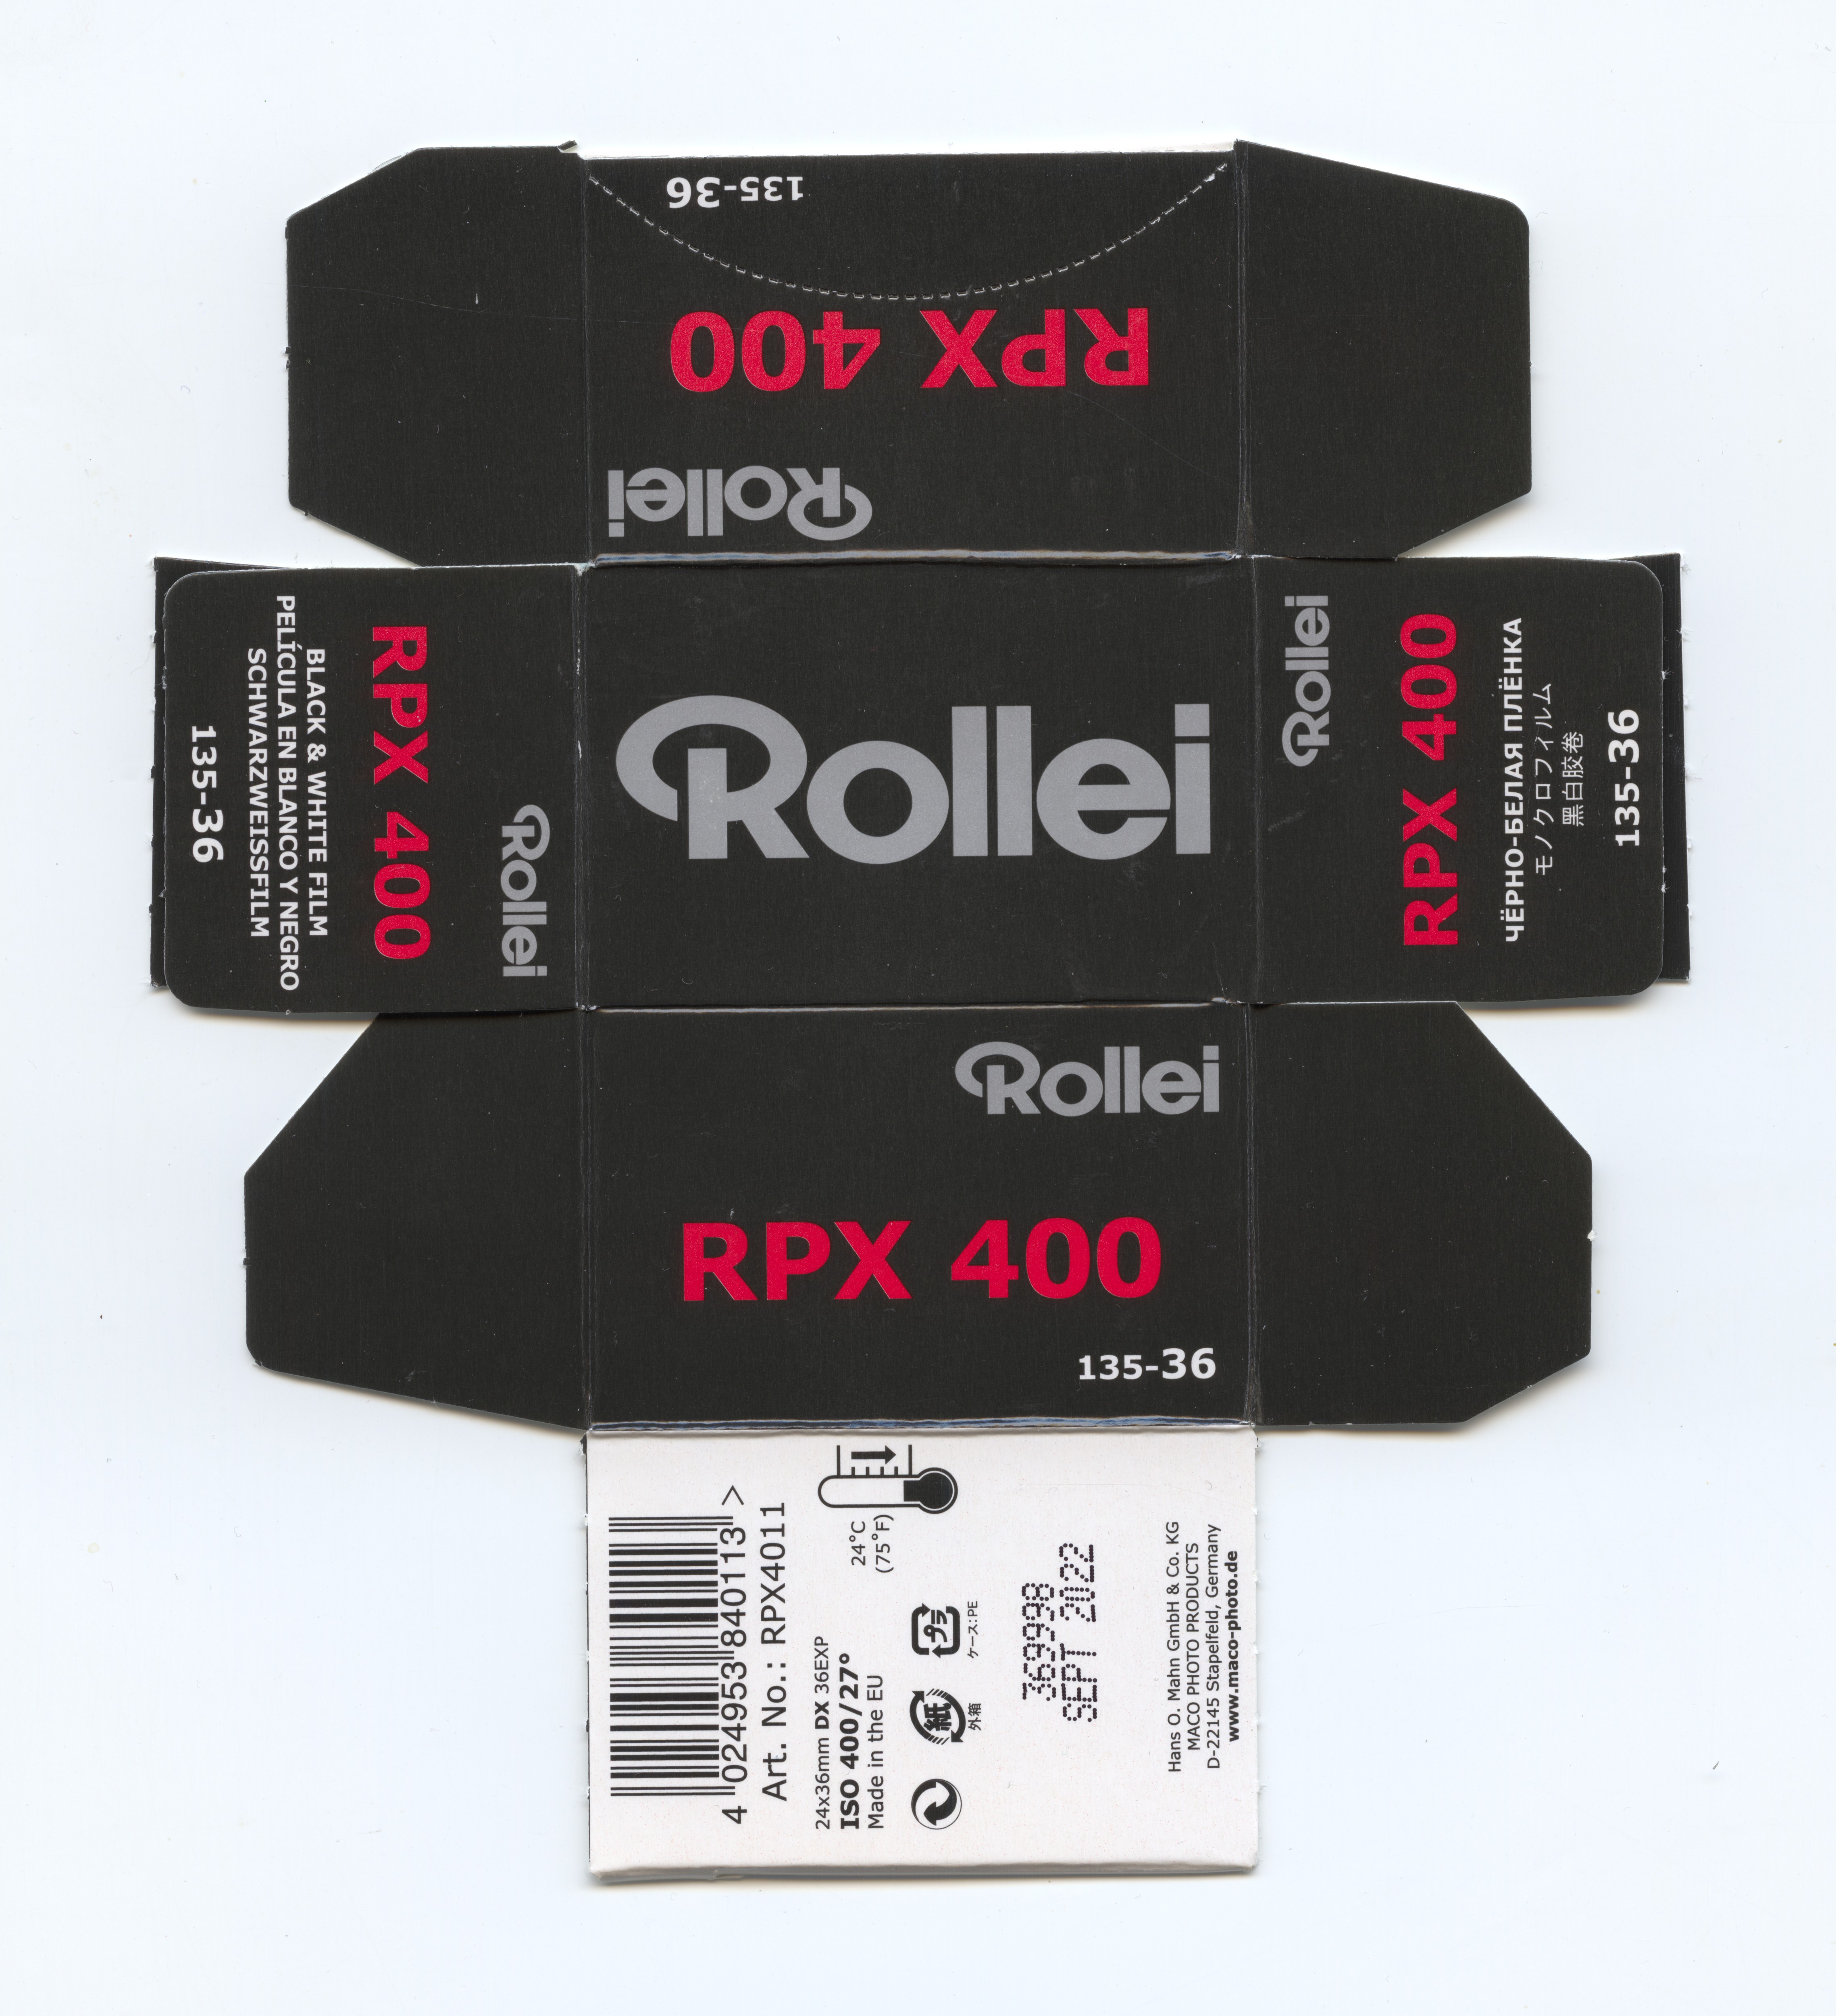 135-36
RPX 400
Rollei
BLACK & WHITE FILM
PELÍCULA EN BLANCO Y NEGRO
SCHWARZWEISSFILM
RPX 400
135-36
Rollei
Rollei
Rollei
RPX 400
ЧЁРНО-БЕЛАЯ ПЛЁНКА
モノクロフィルム
黑白胶卷
135-36
Rollei
RPX 400
135-36
4 024953 840113 >
Art. No.: RPX4011
24x36mm DX 36EXP
ISO 400/27°
Made in the EU
24°C
(75°F)
紙
外箱
プラ
ケース:PE
369998
SEPT 2022
Hans O. Mahn GmbH & Co. KG
MACO PHOTO PRODUCTS
D-22145 Stapelfeld, Germany
www.maco-photo.de